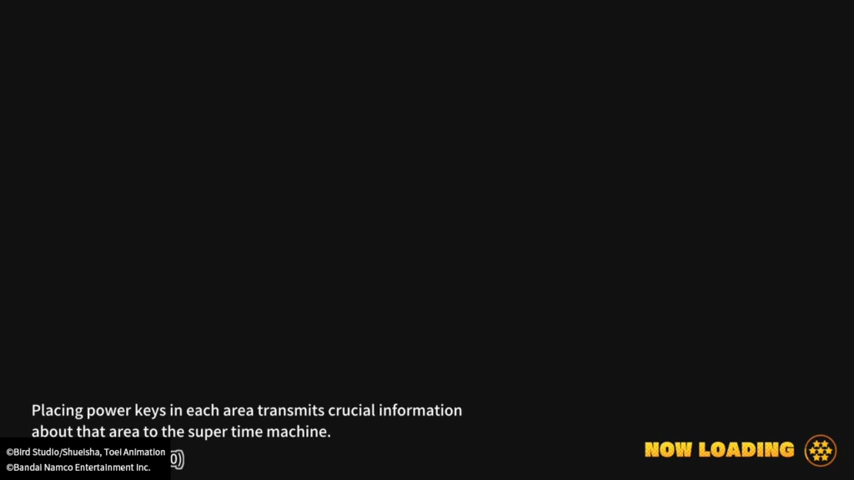 Placing power keys in each area transmits crucial information
about that area to the super time machine.
©Bird Studio/Shueisha, Toei Animation
©Bandai Namco Entertainment Inc.
NOW LOADING